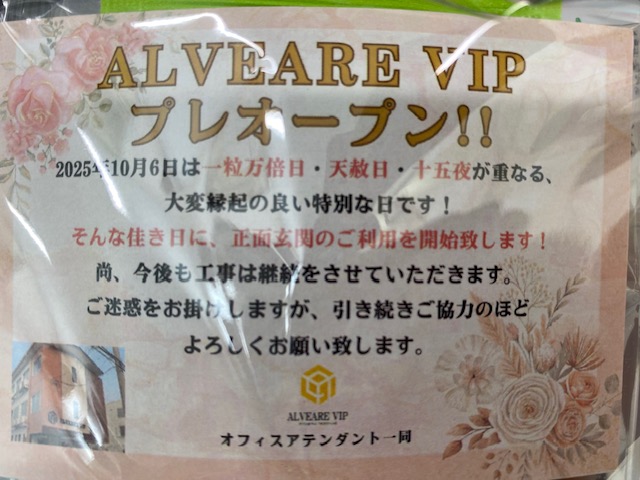 ALVEARE VIP
プレオープン!!
2025年10月6日は一粒万倍日・天赦日・十五夜が重なる、
大変縁起の良い特別な日です！
そんな佳き日に、正面玄関のご利用を開始致します！
尚、今後も工事は継続をさせていただきます。
ご迷惑をお掛けしますが、引き続きご協力のほど
よろしくお願い致します。
ALVEARE VIP
オフィスアテンダント一同